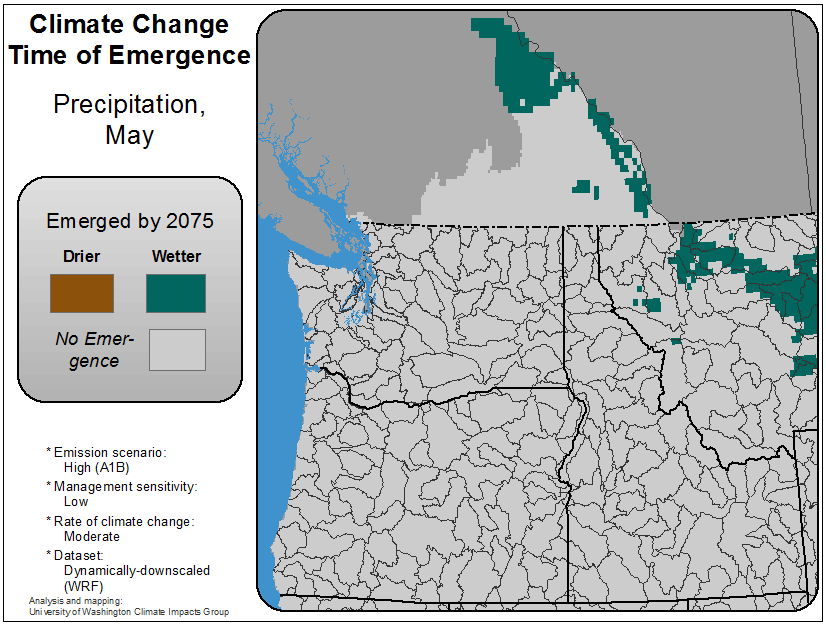 Climate Change
Time of Emergence
Precipitation,
May
Emerged by 2075
Drier
Wetter
No Emer-
gence
* Emission scenario:
High (A1B)
* Management sensitivity:
Low
* Rate of climate change:
Moderate
* Dataset:
Dynamically-downscaled
(WRF)
Analysis and mapping:
University of Washington Climate Impacts Group